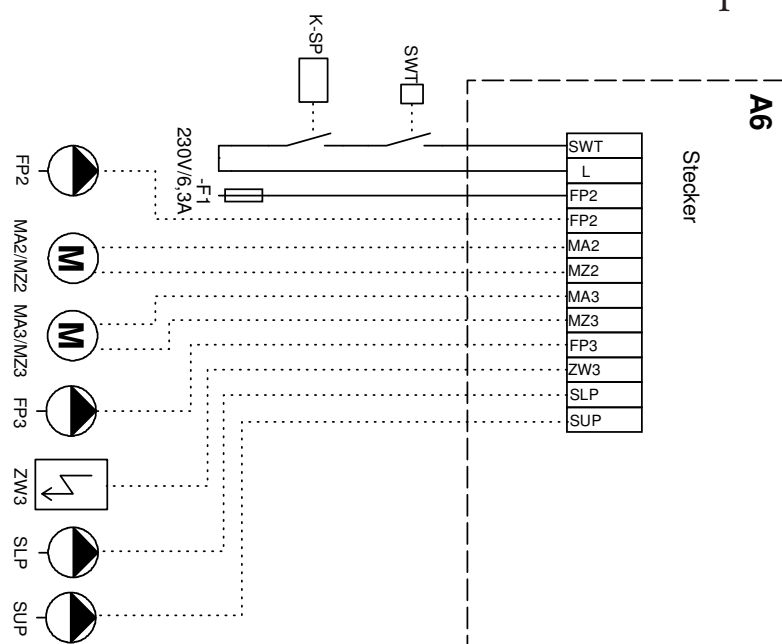 A6
Stecker
K-SP
SWT
230V/6,3A
-F1
SWT
L
FP2
FP2
MA2
MZ2
MA3
MZ3
FP3
ZW3
SLP
SUP
FP2
M
MA2/MZ2
M
MA3/MZ3
FP3
ZW3
SLP
SUP